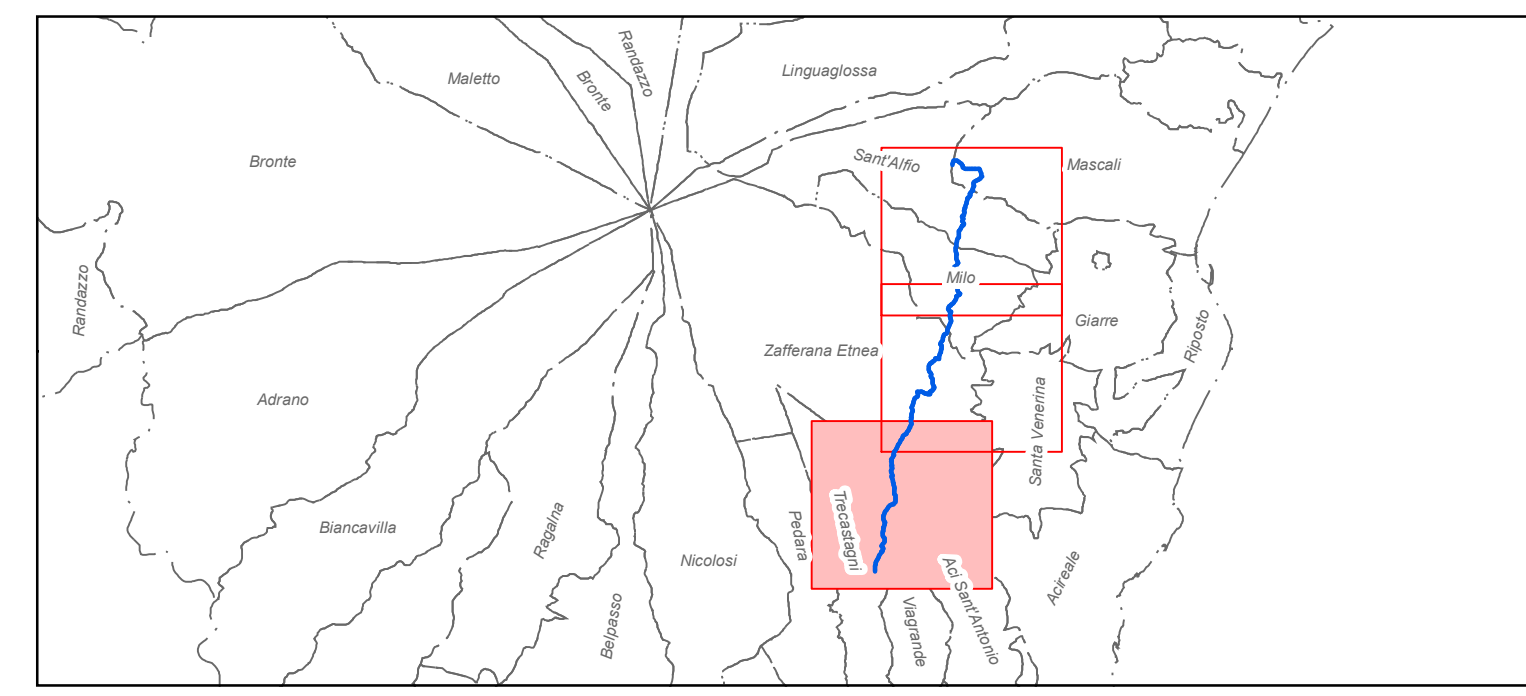 Maletto
Bronte
Randazzo
Linguaglossa
Bronte
Sant'Alfio
Mascali
Randazzo
Milo
Giarre
Riposto
Zafferana Etnea
Adrano
Santa Venerina
Biancavilla
Ragalna
Nicolosi
Pedara
Trecastagni
Aci Sant'Antonio
Acireale
Belpasso
Viagrande